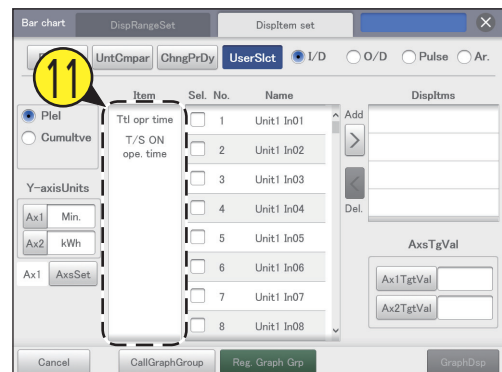 Bar chart
DispRangeSet
DispItem set
UntCmpar
ChngPrDy
UserSlct
I/D
O/D
Pulse
Ar.
11
Item
Sel.
No.
Name
DispItms
Plel
Cumultve
Ttl opr time
T/S ON
ope. time
1
Unit1 In01
2
Unit1 In02
3
Unit1 In03
4
Unit1 In04
5
Unit1 In05
6
Unit1 In06
7
Unit1 In07
8
Unit1 In08
Add
>
<
Del.
Y-axisUnits
Ax1
Min.
Ax2
kWh
Ax1
AxsSet
AxsTgVal
Ax1TgtVal
Ax2TgtVal
Cancel
CallGraphGroup
Reg. Graph Grp
GraphDsp